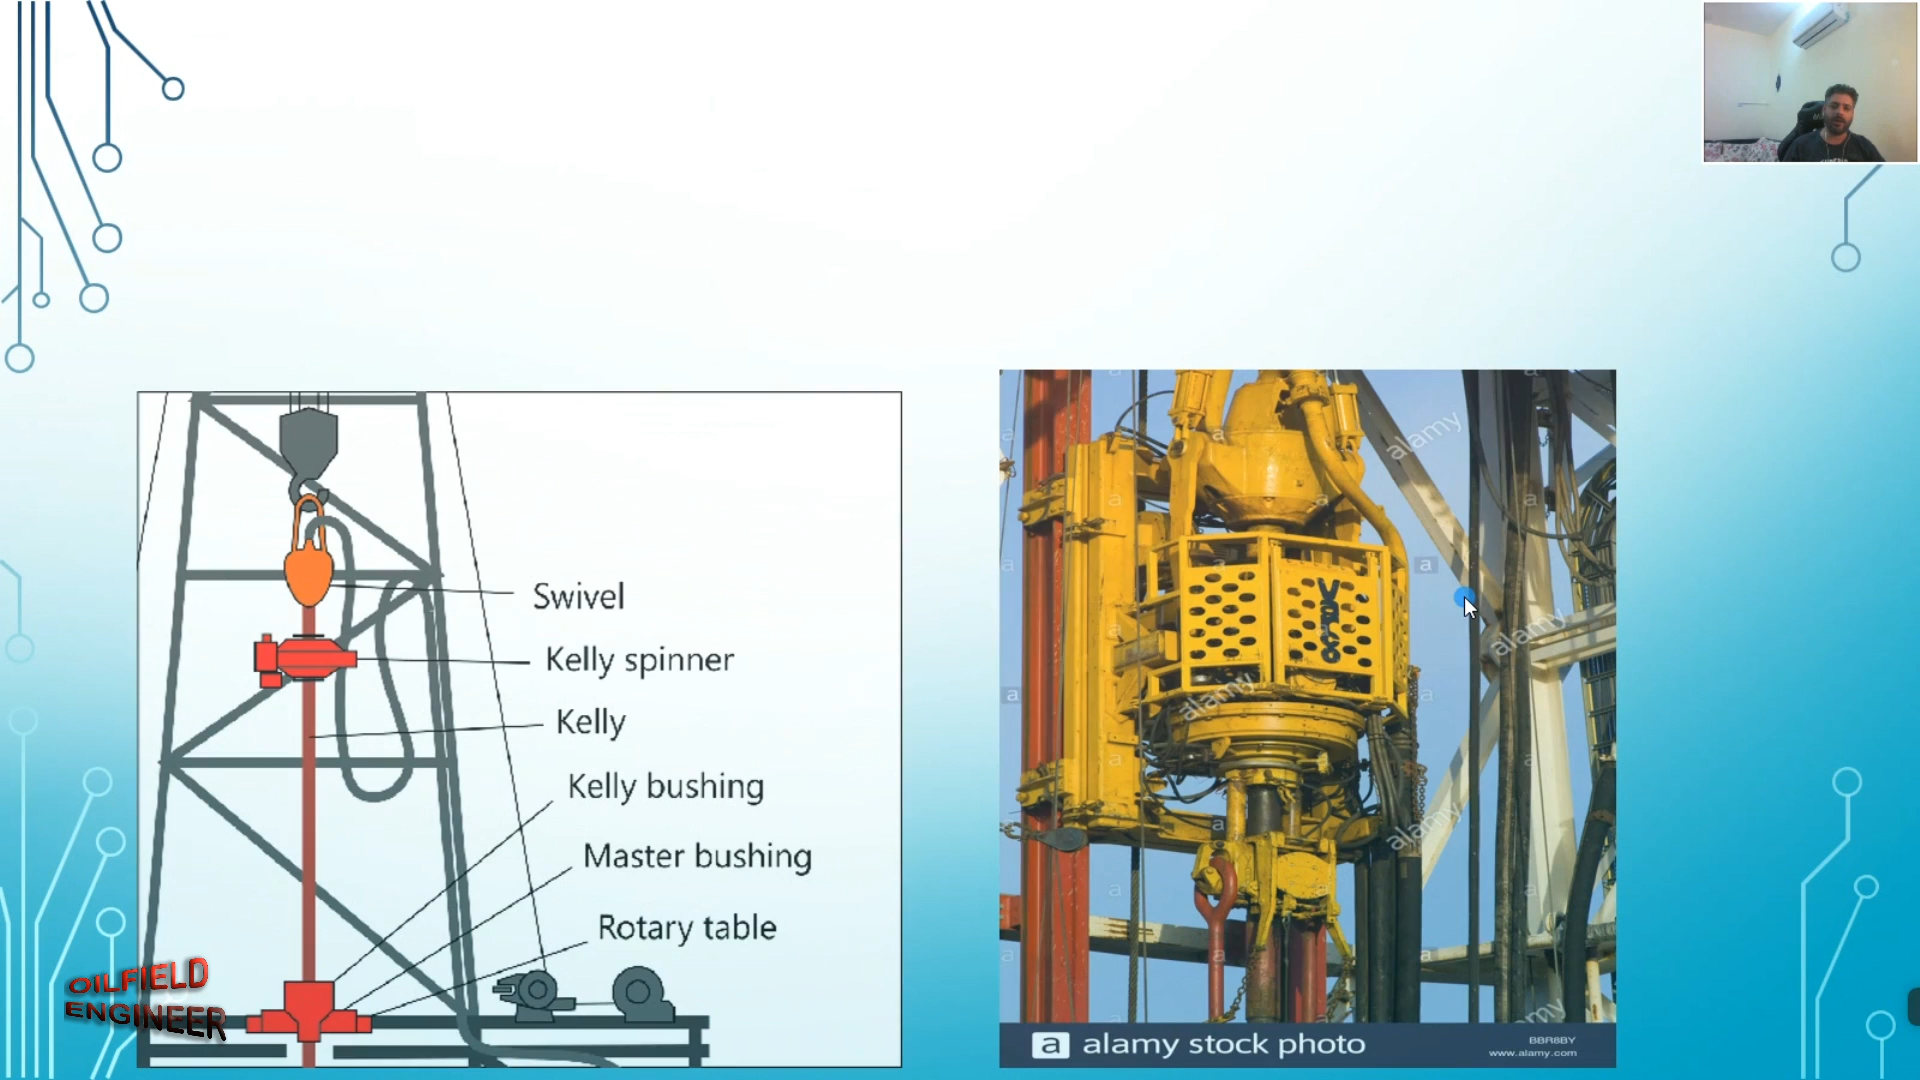 Swivel
Kelly spinner
Kelly
Kelly bushing
Master bushing
Rotary table
OILFIELD
ENGINEER
VARCO
alamy
alamy
alamy
alamy
alamy
a alamy stock photo
BBR8BY
www.alamy.com